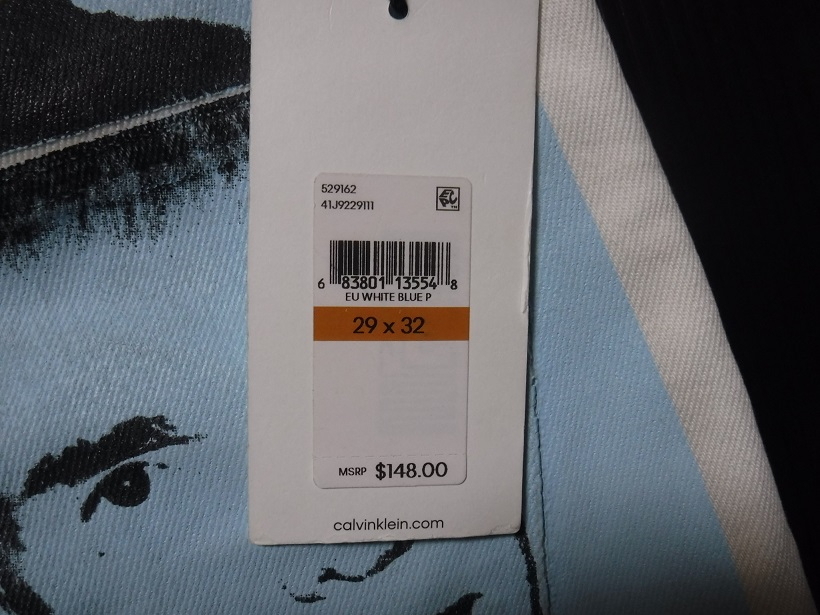 529162
41J9229111
6 83801 13554 8
EU WHITE BLUE P
29 x 32
MSRP $148.00
calvinklein.com